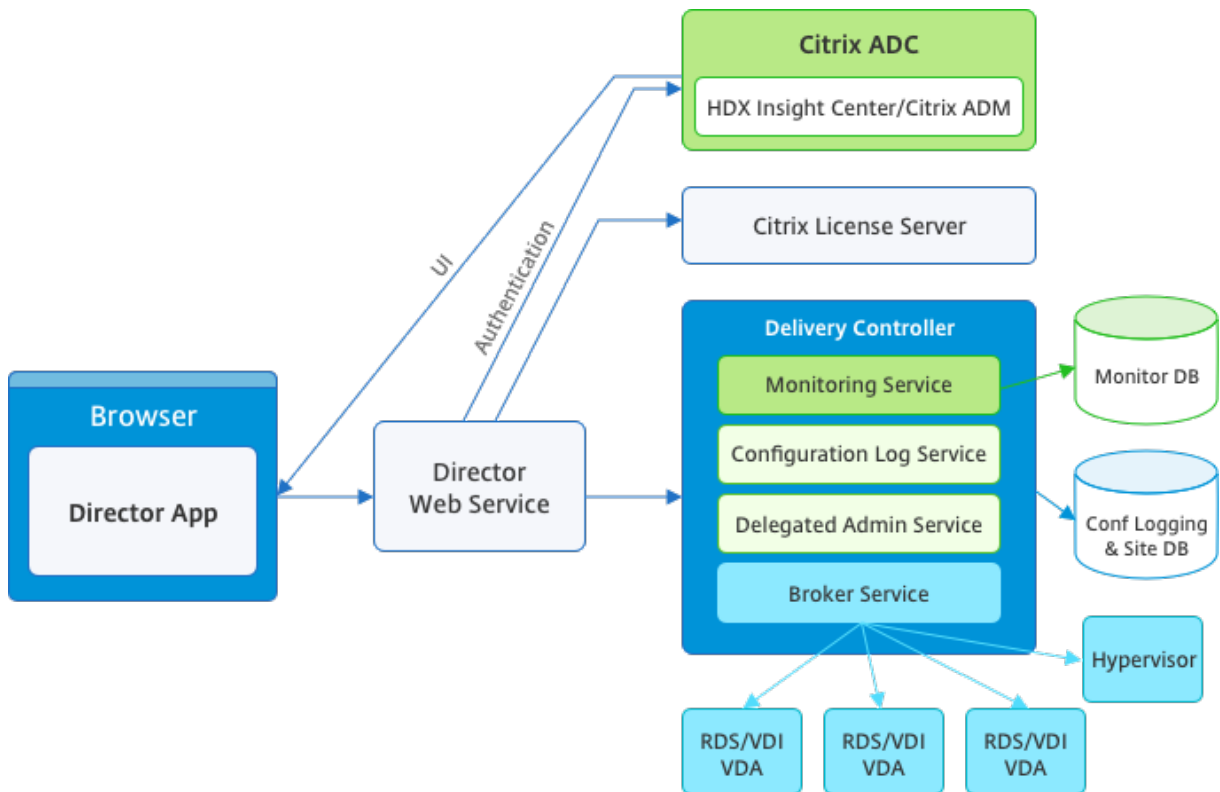 Citrix ADC
HDX Insight Center/Citrix ADM
UI
Authentication
Citrix License Server
Delivery Controller
Monitoring Service
Monitor DB
Browser
Director App
Director
Web Service
Configuration Log Service
Delegated Admin Service
Conf Logging
& Site DB
Broker Service
Hypervisor
RDS/VDI
VDA
RDS/VDI
VDA
RDS/VDI
VDA